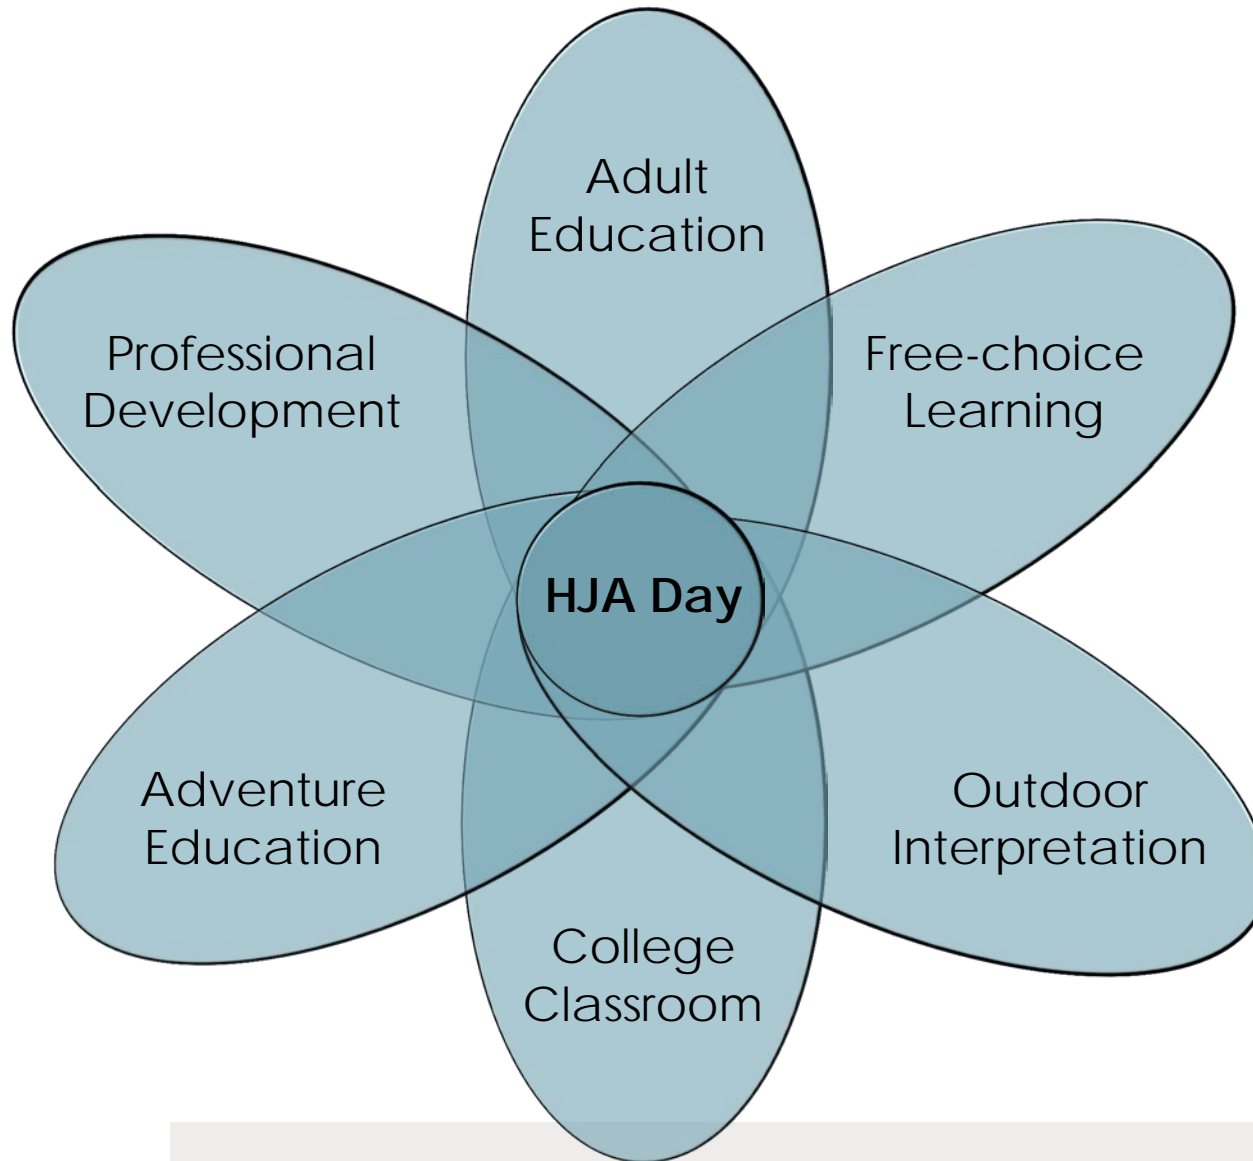 Adult
Education
Professional
Development
Free-choice
Learning
HJA Day
Adventure
Education
Outdoor
Interpretation
College
Classroom